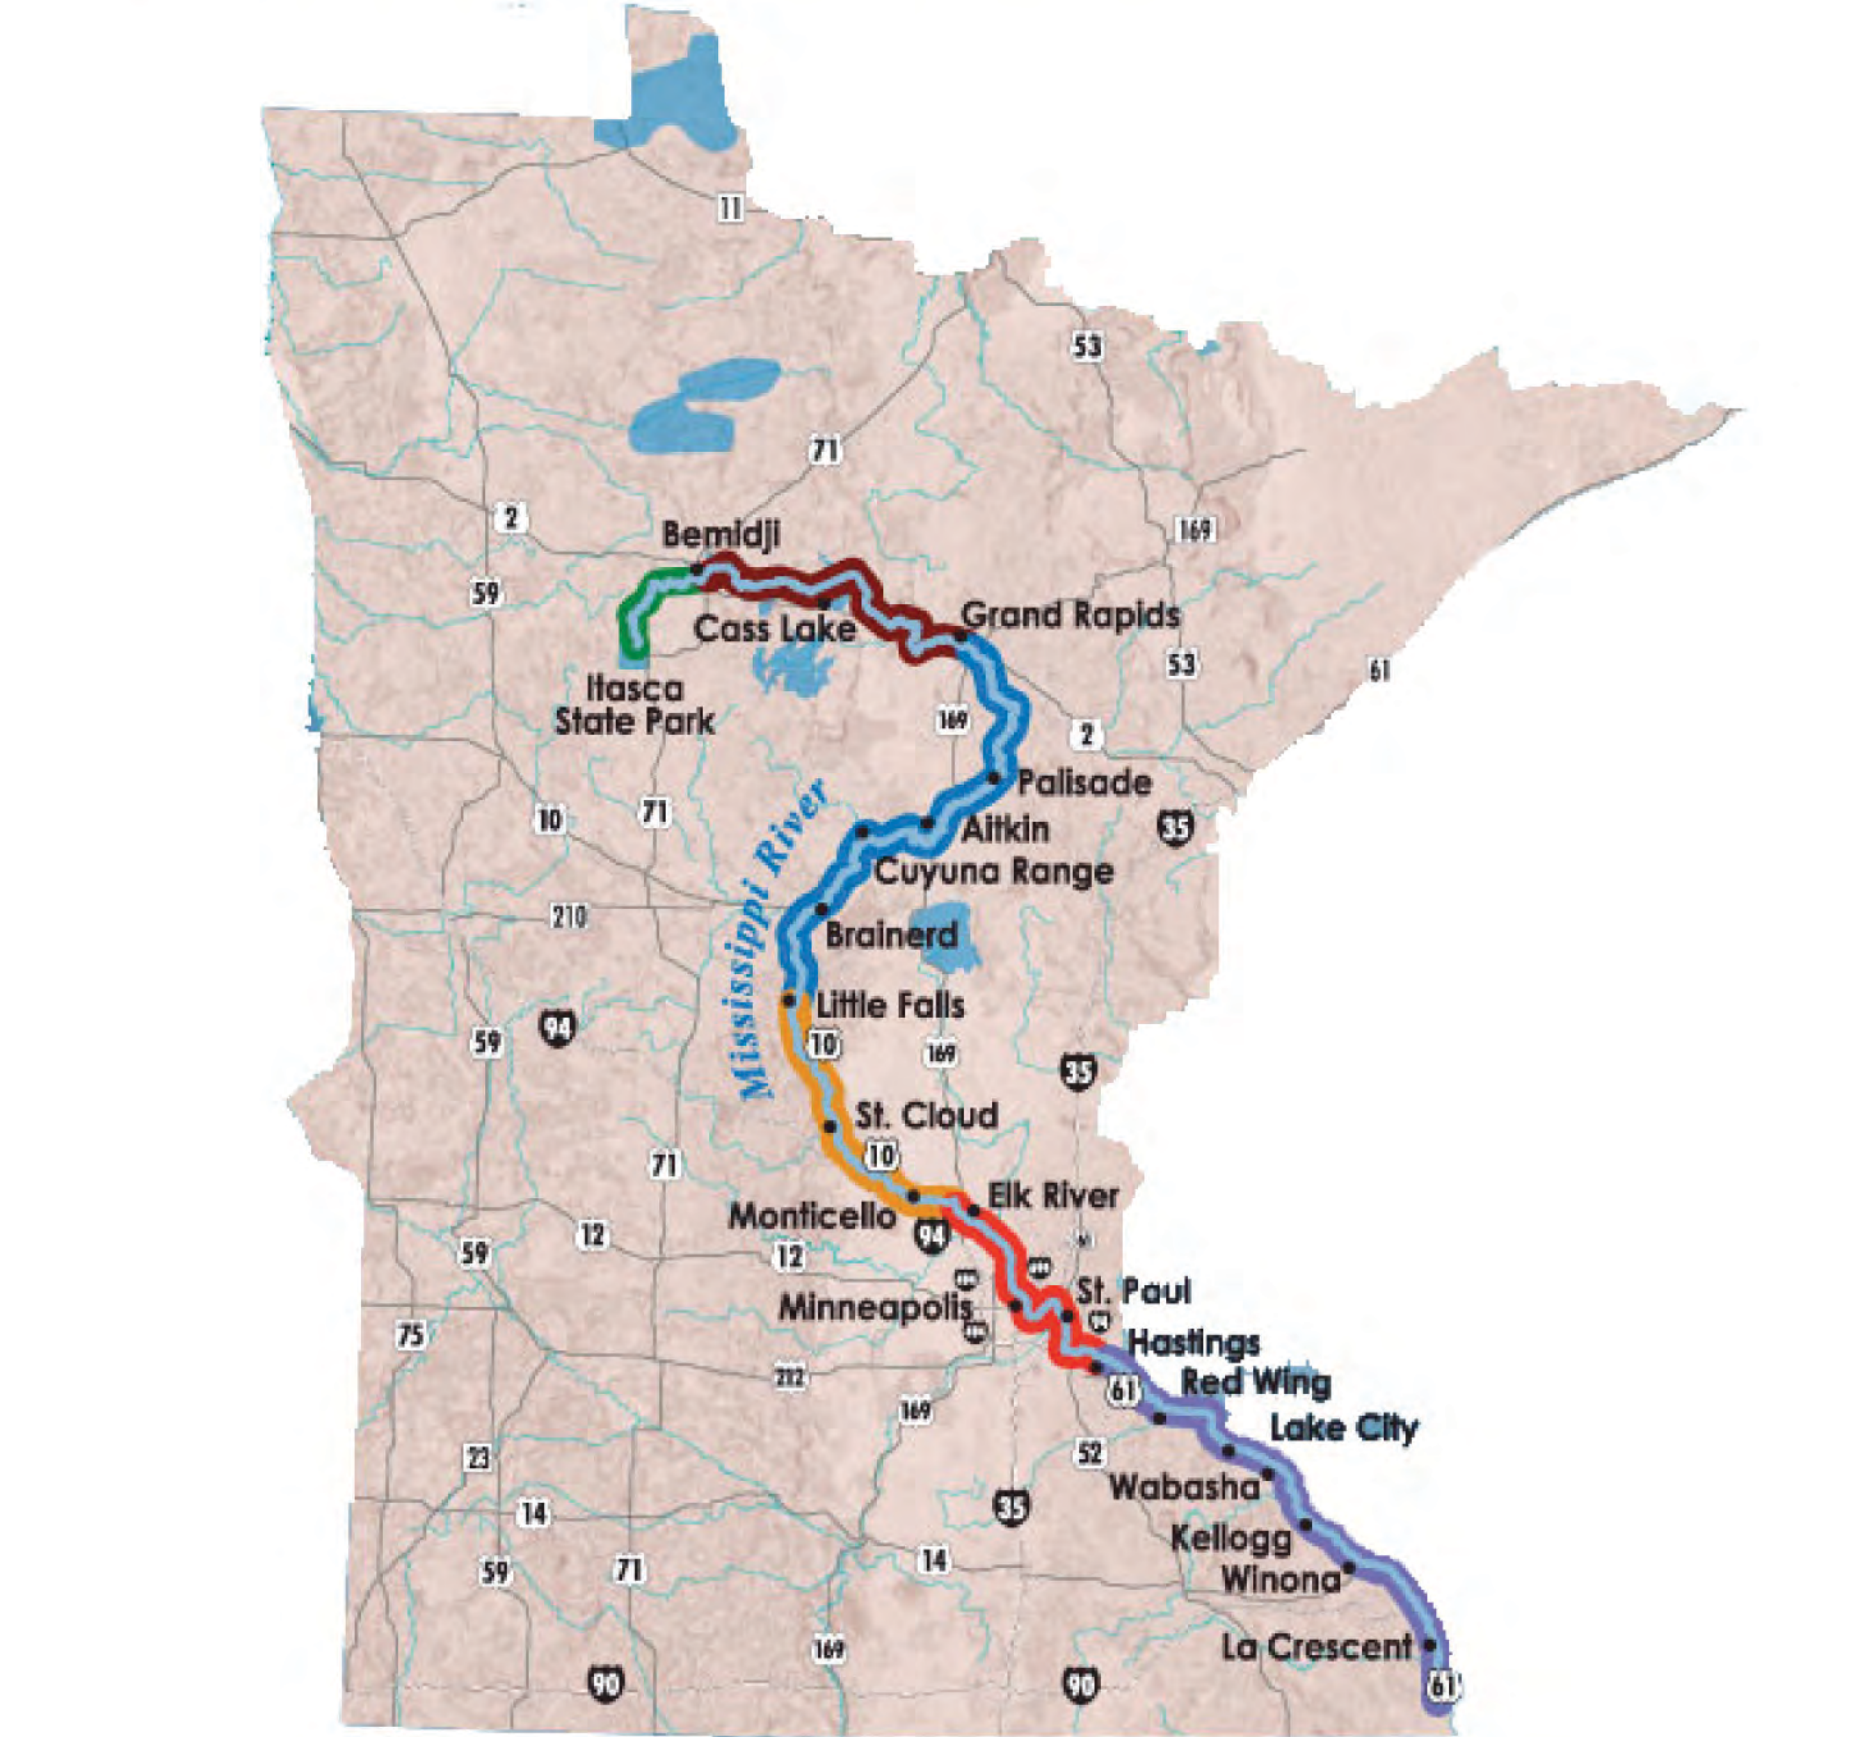 11
53
71
2
169
Bemidji
59
Grand Rapids
Cass Lake
53
61
Itasca
State Park
169
2
Palisade
10
71
35
Aitkin
Mississippi River
Cuyuna Range
210
Brainerd
Little Falls
94
59
10
169
35
St. Cloud
10
71
Elk River
Monticello
94
12
59
12
St. Paul
Minneapolis
75
Hastings
212
61
Red Wing
169
Lake City
23
52
Wabasha
35
14
Kellogg
14
59
71
Winona
169
La Crescent
90
90
61